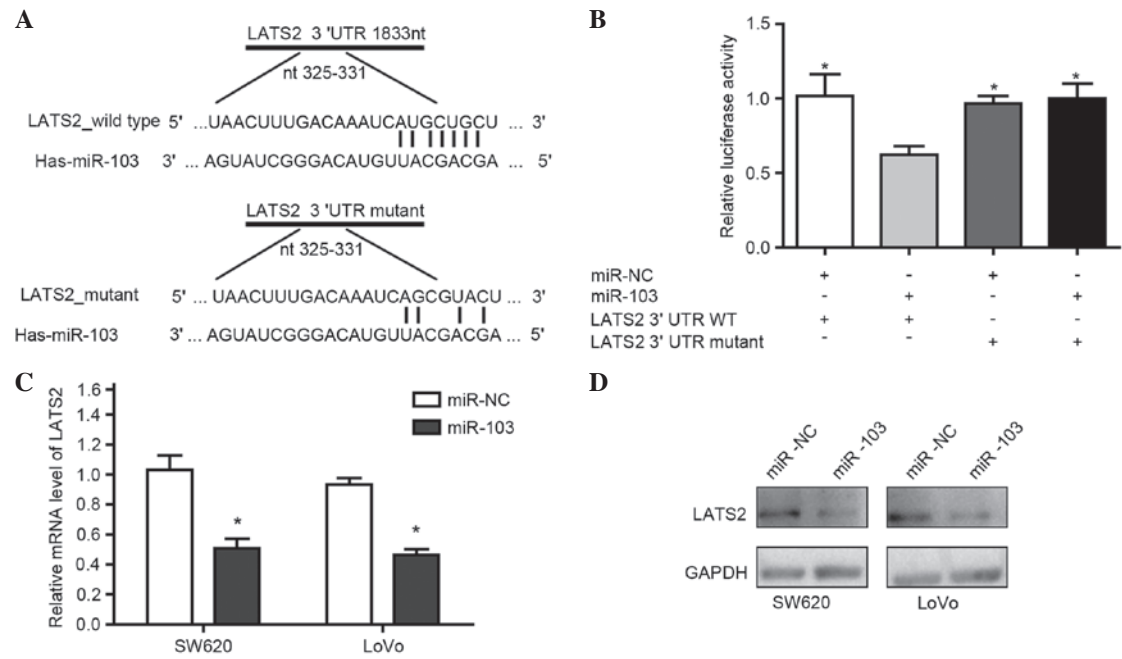 A
LATS2 3 'UTR 1833nt
nt 325-331
LATS2_wild type 5' ...UAACUUUGACAAAUCAUGCUGCU ... 3'
Has-miR-103 3' ... AGUAUCGGGACAUGUUACGACGA ... 5'
LATS2 3 'UTR mutant
nt 325-331
LATS2_mutant 5' ... UAACUUUGACAAAUCAGCGUACU ... 3'
Has-miR-103 3' ... AGUAUCGGGACAUGUUACGACGA ... 5'
B
Relative luciferase activity
1.5
1.0
0.5
0.0
* * *
miR-NC + - + -
miR-103 - + - +
LATS2 3' UTR WT + + - -
LATS2 3' UTR mutant - - + +
C
Relative mRNA level of LATS2
1.6
1.4
1.2
1.0
0.8
0.6
0.4
0.2
0.0
miR-NC
miR-103
* *
SW620 LoVo
D
miR -NC miR -103 miR -NC miR -103
LATS2
GAPDH
SW620 LoVo